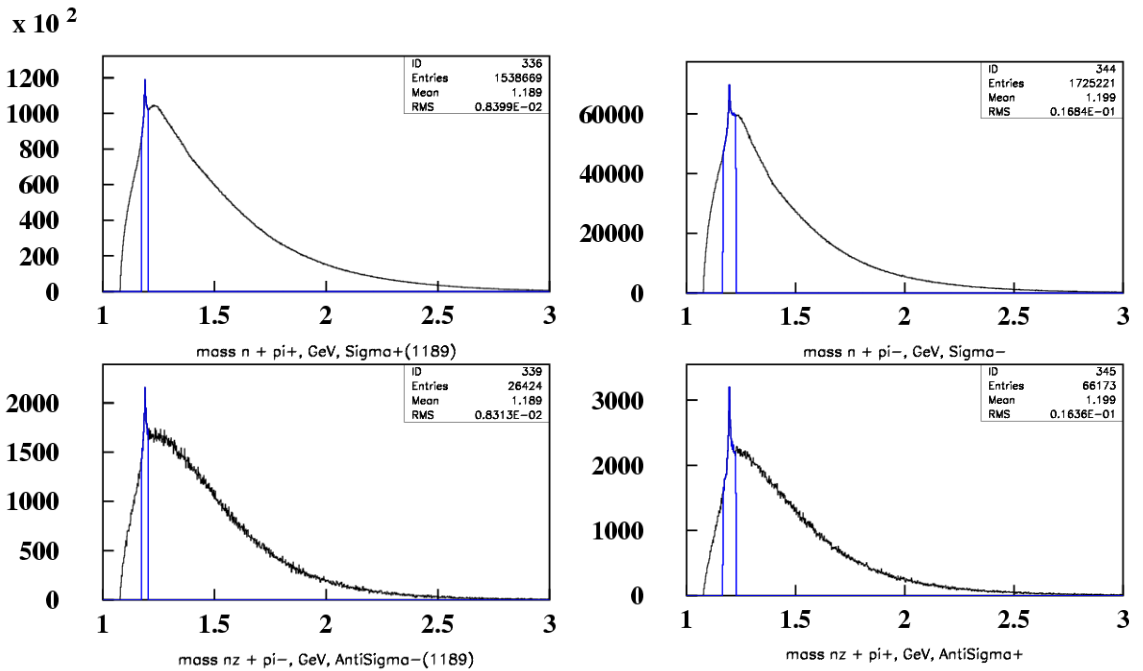 x 10 2
ID 336
Entries 1538669
Mean 1.189
RMS 0.8399E-02
1200
1000
800
600
400
200
0
1 1.5 2 2.5 3
mass n + pi+, GeV, Sigma+(1189)
ID 344
Entries 1725221
Mean 1.199
RMS 0.1684E-01
60000
40000
20000
0
1 1.5 2 2.5 3
mass n + pi-, GeV, Sigma-
ID 339
Entries 26424
Mean 1.189
RMS 0.8313E-02
2000
1500
1000
500
0
1 1.5 2 2.5 3
mass nz + pi-, GeV, AntiSigma-(1189)
ID 345
Entries 66173
Mean 1.199
RMS 0.1636E-01
3000
2000
1000
0
1 1.5 2 2.5 3
mass nz + pi+, GeV, AntiSigma+